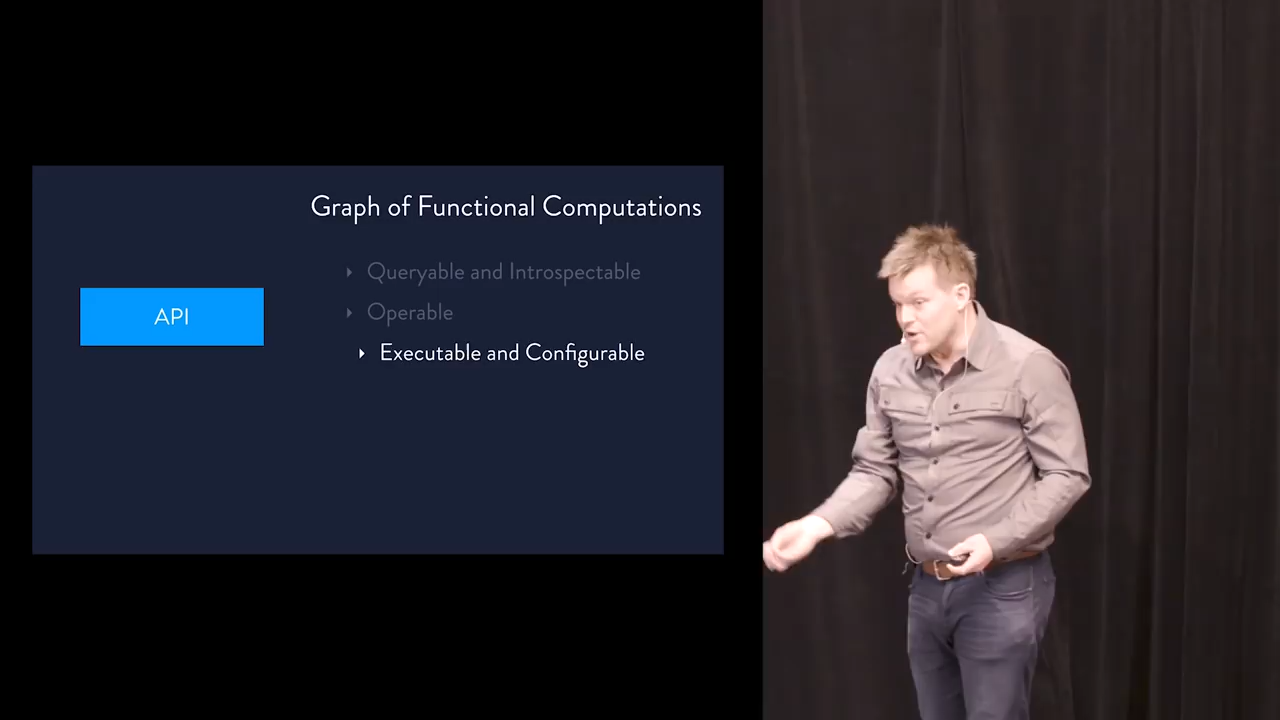 Graph of Functional Computations
Queryable and Introspectable
Operable
Executable and Configurable
API